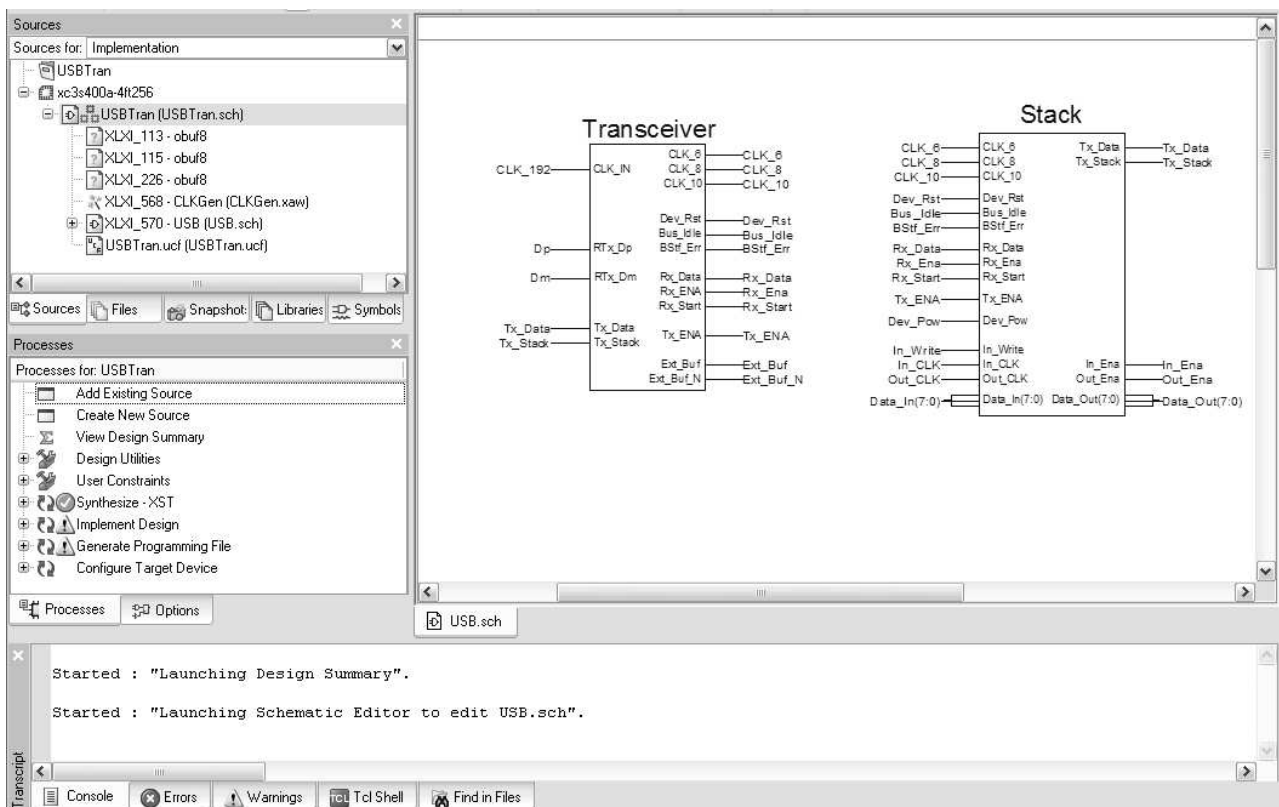 Sources
Sources for: Implementation
USBTran
xc3s400a-4ft256
USBTran (USBTran.sch)
XLXI_113 - obuf8
XLXI_115 - obuf8
XLXI_226 - obuf8
XLXI_568 - CLKGen (CLKGen.xaw)
XLXI_570 - USB (USB.sch)
USBTran.ucf (USBTran.ucf)
Sources Files Snapshot: Libraries Symbols
Processes
Processes for: USBTran
Add Existing Source
Create New Source
View Design Summary
Design Utilities
User Constraints
Synthesize - XST
Implement Design
Generate Programming File
Configure Target Device
Processes Options
Transceiver
CLK_6 CLK_6
CLK_192 CLK_IN CLK_8 CLK_8
CLK_10 CLK_10
Dev_Rst Dev_Rst
Bus_Idle Bus_Idle
Dp RTx_Dp BStf_Err BStf_Err
Dm RTx_Dm Rx_Data Rx_Data
Rx_ENA Rx_Ena
Rx_Start Rx_Start
Tx_Data Tx_Data Tx_ENA Tx_ENA
Tx_Stack Tx_Stack
Ext_Buf Ext_Buf
Ext_Buf_N Ext_Buf_N
Stack
CLK_6 CLK_6 Tx_Data Tx_Data
CLK_8 CLK_8 Tx_Stack Tx_Stack
CLK_10 CLK_10
Dev_Rst Dev_Rst
Bus_Idle Bus_Idle
BStf_Err BStf_Err
Rx_Data Rx_Data
Rx_Ena Rx_Ena
Rx_Start Rx_Start
Tx_ENA Tx_ENA
Dev_Pow Dev_Pow
In_Write In_Write
In_CLK In_CLK In_Ena In_Ena
Out_CLK Out_CLK Out_Ena Out_Ena
Data_In(7:0) Data_In(7:0) Data_Out(7:0) Data_Out(7:0)
USB.sch
Started : "Launching Design Summary".
Started : "Launching Schematic Editor to edit USB.sch".
Transcript
Console Errors Warnings TCL Tcl Shell Find in Files